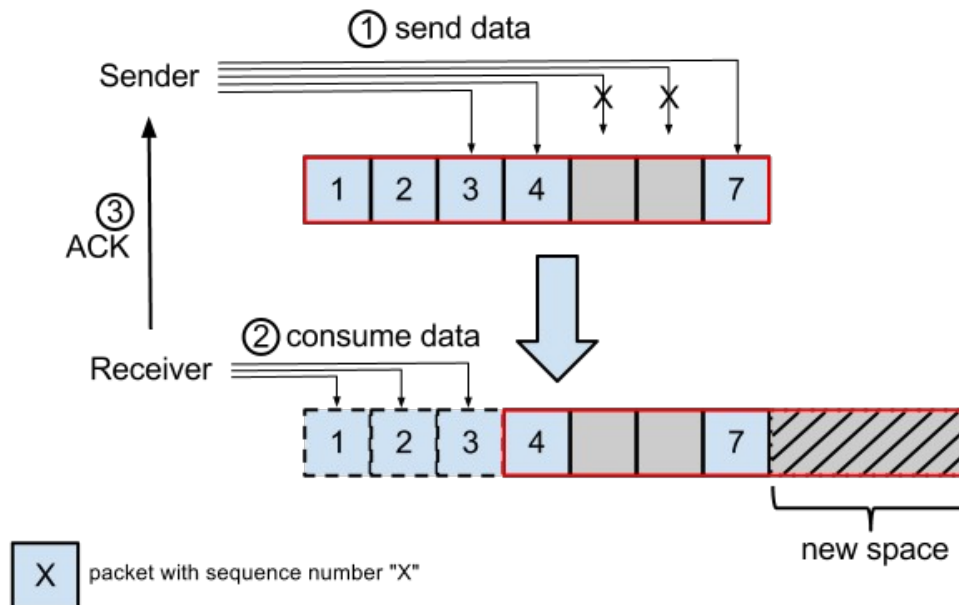 ① send data
Sender
X X
1 2 3 4 7
③
ACK
② consume data
Receiver
1 2 3 4 7
new space
X packet with sequence number "X"